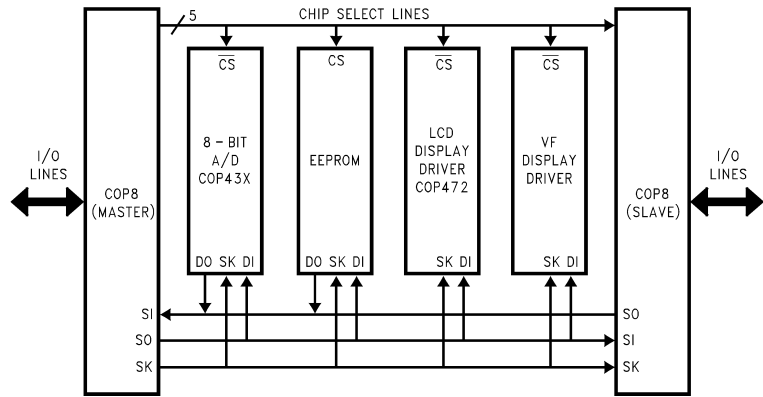 5
CHIP SELECT LINES
CS
CS
CS
CS
8-BIT
A/D
COP43X
EEPROM
LCD
DISPLAY
DRIVER
COP472
VF
DISPLAY
DRIVER
I/O
LINES
COP8
(MASTER)
COP8
(SLAVE)
I/O
LINES
DO SK DI
DO SK DI
SK DI
SK DI
SI
SO
SK
SO
SI
SK